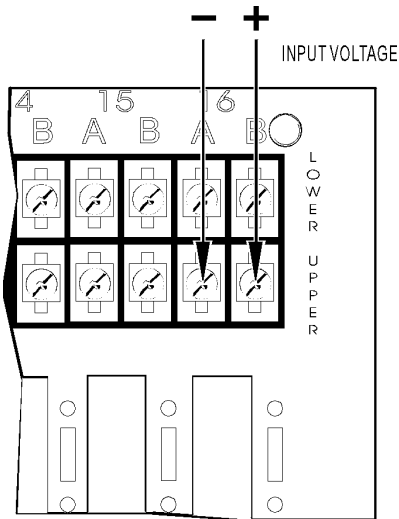 − +
INPUT VOLTAGE
4 15 16
B A B A B
LOWER UPPER